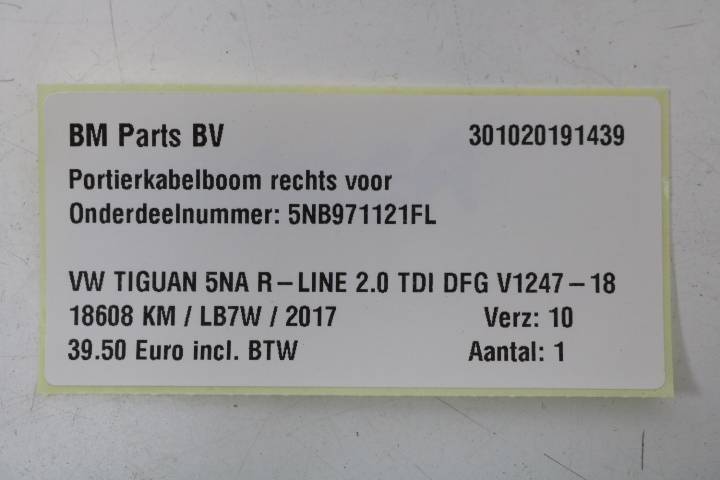 BM Parts BV 301020191439
Portierkabelboom rechts voor
Onderdeelnummer: 5NB971121FL
VW TIGUAN 5NA R-LINE 2.0 TDI DFG V1247-18
18608 KM / LB7W / 2017 Verz: 10
39.50 Euro incl. BTW Aantal: 1